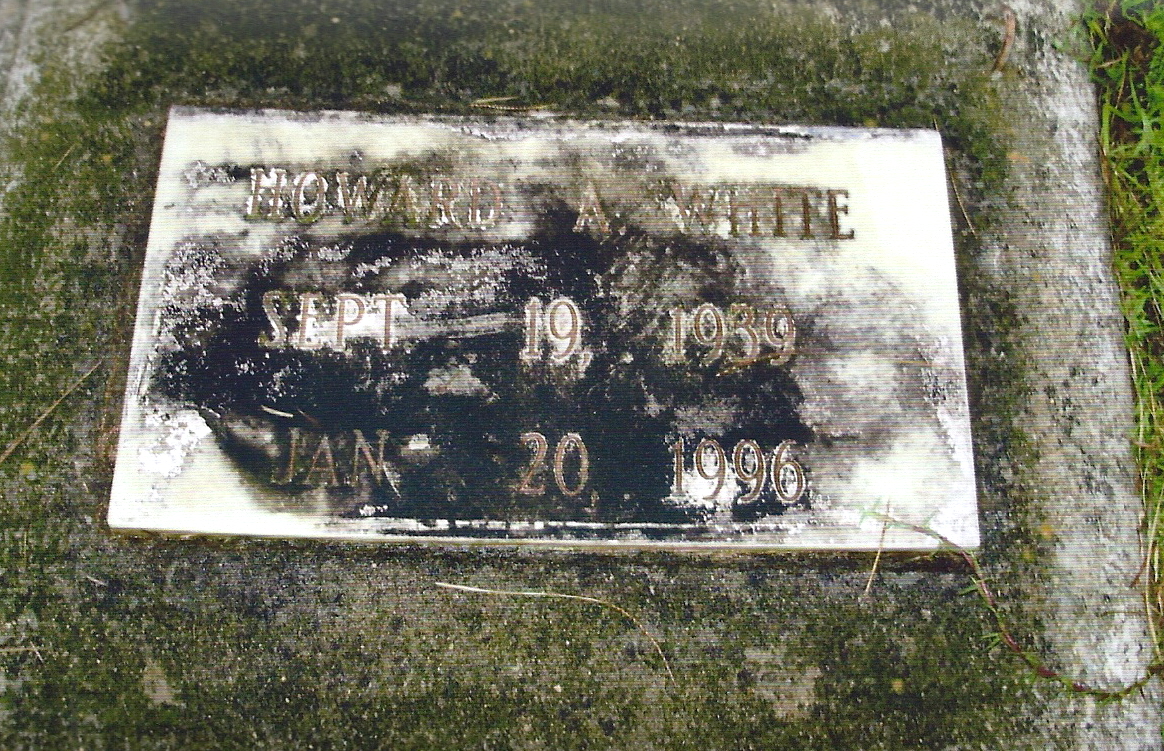 HOWARD A. WHITE
SEPT 19, 1939
JAN 20, 1996